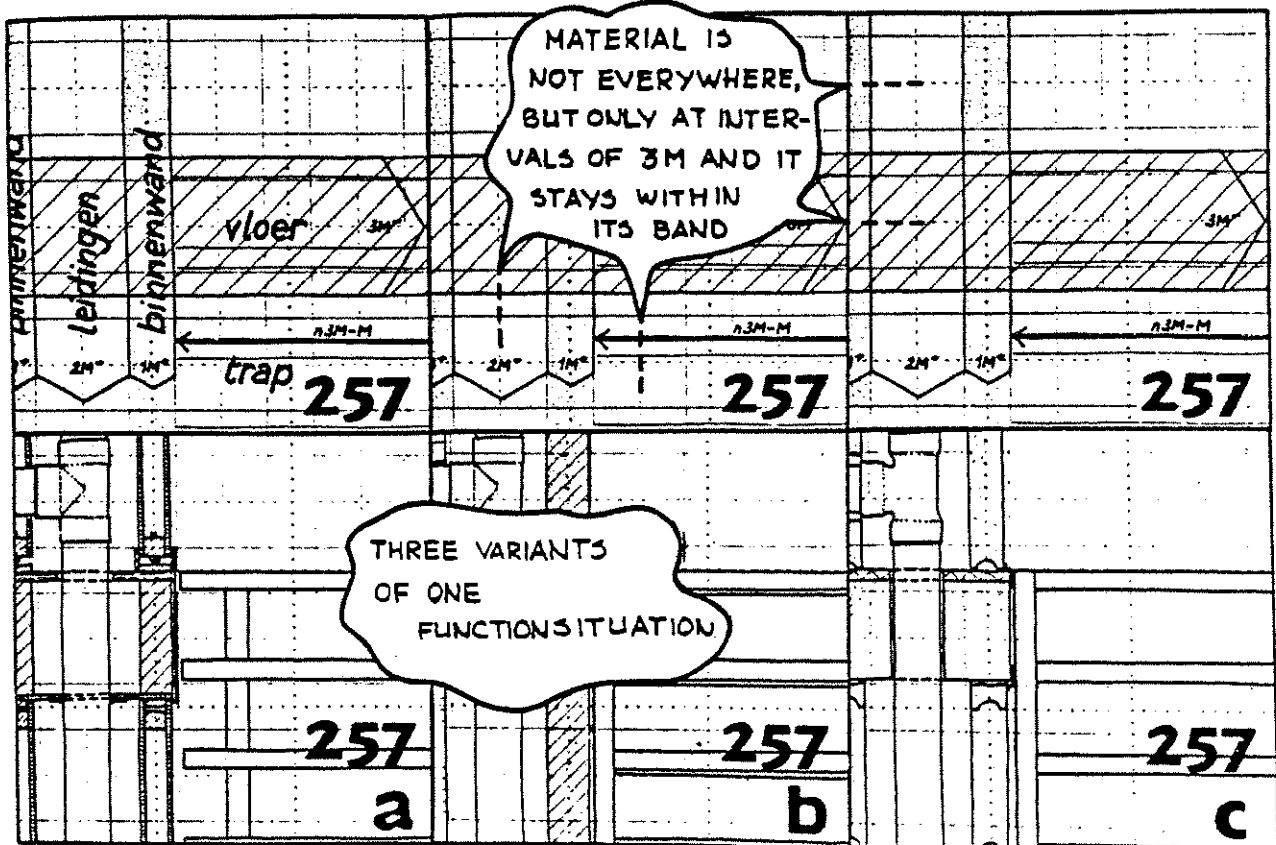 MATERIAL IS
NOT EVERYWHERE,
BUT ONLY AT INTER-
VALS OF 3M AND IT
STAYS WITHIN
ITS BAND
binnenwand
leidingen
binnenwand
vloer
3M"
3M"
n3M-M
n3M-M
n3M-M
2M"
1M"
2M"
1M"
2M"
1M"
trap
257
257
257
THREE VARIANTS
OF ONE
FUNCTIONSITUATION
257
257
257
a
b
c